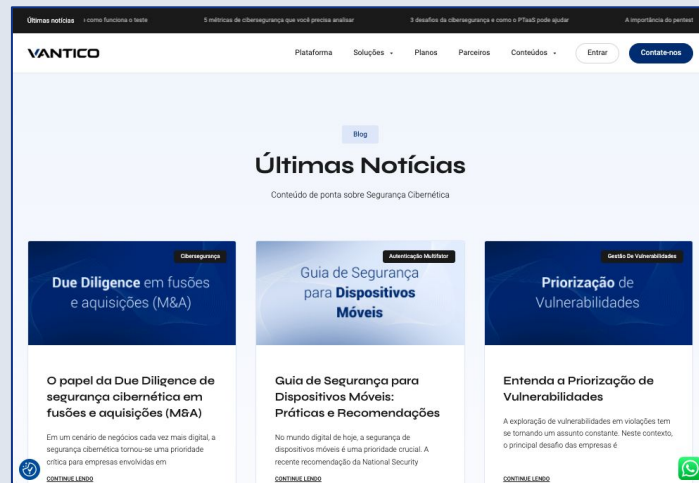 Últimas notícias
como funciona o teste
5 métricas de cibersegurança que você precisa analisar
3 desafios da cibersegurança e como o PTaaS pode ajudar
A importância do pentest
VANTICO
Plataforma
Soluções
Planos
Parceiros
Conteúdos
Entrar
Contate-nos
Blog
Últimas Notícias
Conteúdo de ponta sobre Segurança Cibernética
Cibersegurança
Due Diligence em fusões
e aquisições (M&A)
O papel da Due Diligence de
segurança cibernética em
fusões e aquisições (M&A)
Em um cenário de negócios cada vez mais digital, a
segurança cibernética tornou-se uma prioridade
crítica para empresas envolvidas em
CONTINUE LENDO
Autenticação Multifator
Guia de Segurança
para Dispositivos
Móveis
Guia de Segurança para
Dispositivos Móveis:
Práticas e Recomendações
No mundo digital de hoje, a segurança de
dispositivos móveis é uma prioridade crucial. A
recente recomendação da National Security
CONTINUE LENDO
Gestão De Vulnerabilidades
Priorização de
Vulnerabilidades
Entenda a Priorização de
Vulnerabilidades
A exploração de vulnerabilidades em violações tem
se tornando um assunto constante. Neste contexto,
o principal desafio das empresas é
CONTINUE LENDO